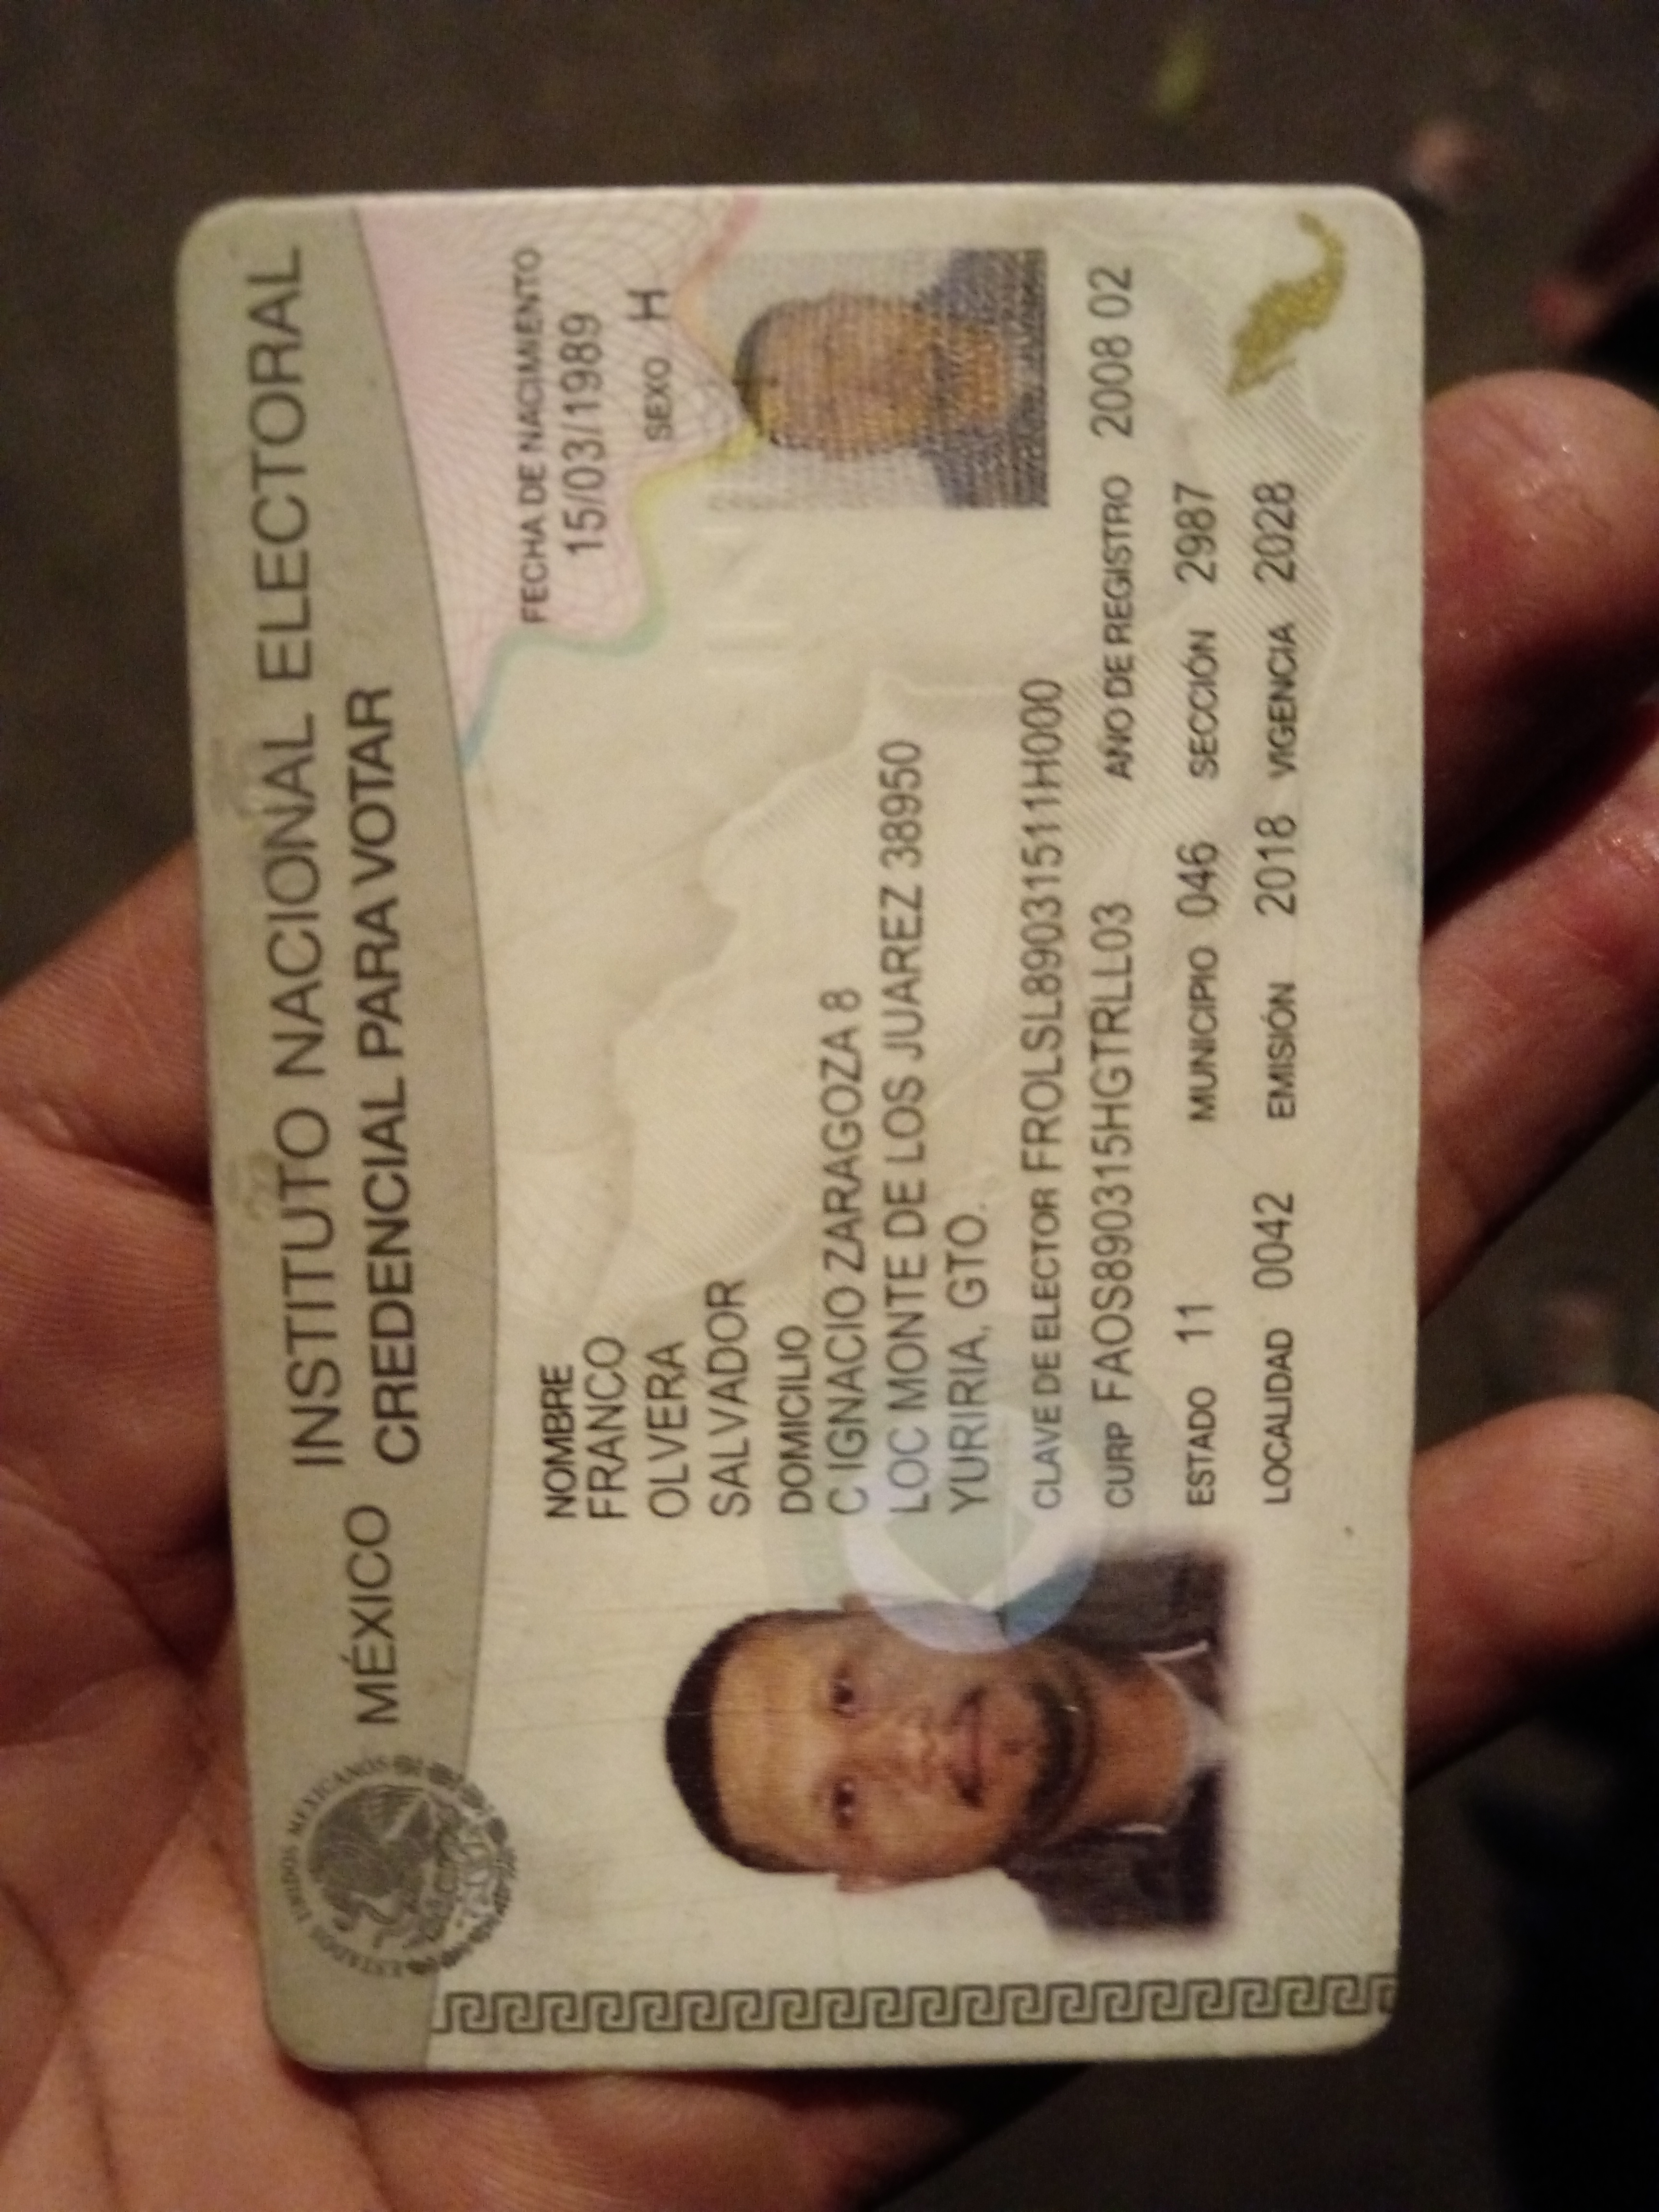 MÉXICO INSTITUTO NACIONAL ELECTORAL
CREDENCIAL PARA VOTAR
ESTADOS UNIDOS MEXICANOS
NOMBRE
FRANCO
OLVERA
SALVADOR
FECHA DE NACIMIENTO
15/03/1989
SEXO H
DOMICILIO
C IGNACIO ZARAGOZA 8
LOC MONTE DE LOS JUAREZ 38950
YURIRIA, GTO.
CLAVE DE ELECTOR FROLSL89031511H000
CURP FAOS890315HGTRLL03 AÑO DE REGISTRO 2008 02
ESTADO 11 MUNICIPIO 046 SECCIÓN 2987
LOCALIDAD 0042 EMISIÓN 2018 VIGENCIA 2028